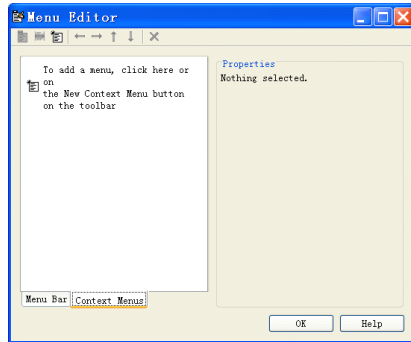 Menu Editor
To add a menu, click here or
on
the New Context Menu button
on the toolbar
Properties
Nothing selected.
Menu Bar
Context Menus
OK
Help